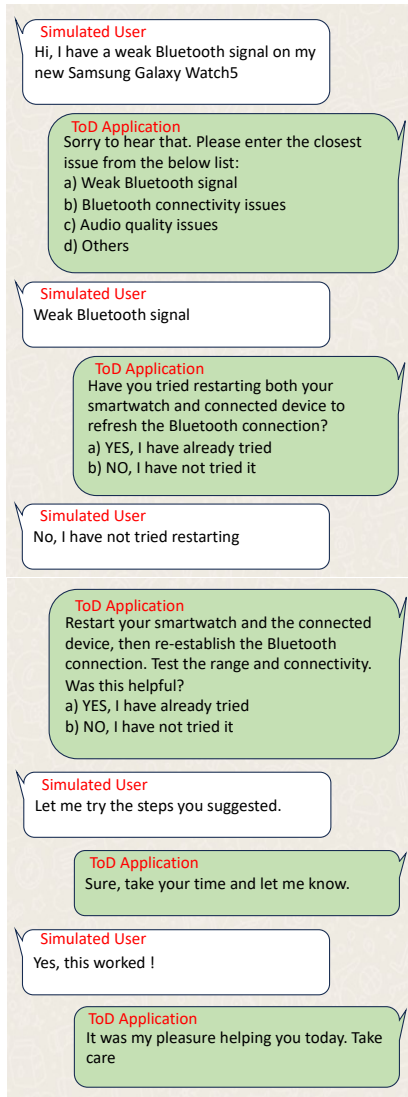 Simulated User
Hi, I have a weak Bluetooth signal on my
new Samsung Galaxy Watch5
ToD Application
Sorry to hear that. Please enter the closest
issue from the below list:
a) Weak Bluetooth signal
b) Bluetooth connectivity issues
c) Audio quality issues
d) Others
Simulated User
Weak Bluetooth signal
ToD Application
Have you tried restarting both your
smartwatch and connected device to
refresh the Bluetooth connection?
a) YES, I have already tried
b) NO, I have not tried it
Simulated User
No, I have not tried restarting
ToD Application
Restart your smartwatch and the connected
device, then re-establish the Bluetooth
connection. Test the range and connectivity.
Was this helpful?
a) YES, I have already tried
b) NO, I have not tried it
Simulated User
Let me try the steps you suggested.
ToD Application
Sure, take your time and let me know.
Simulated User
Yes, this worked !
ToD Application
It was my pleasure helping you today. Take
care